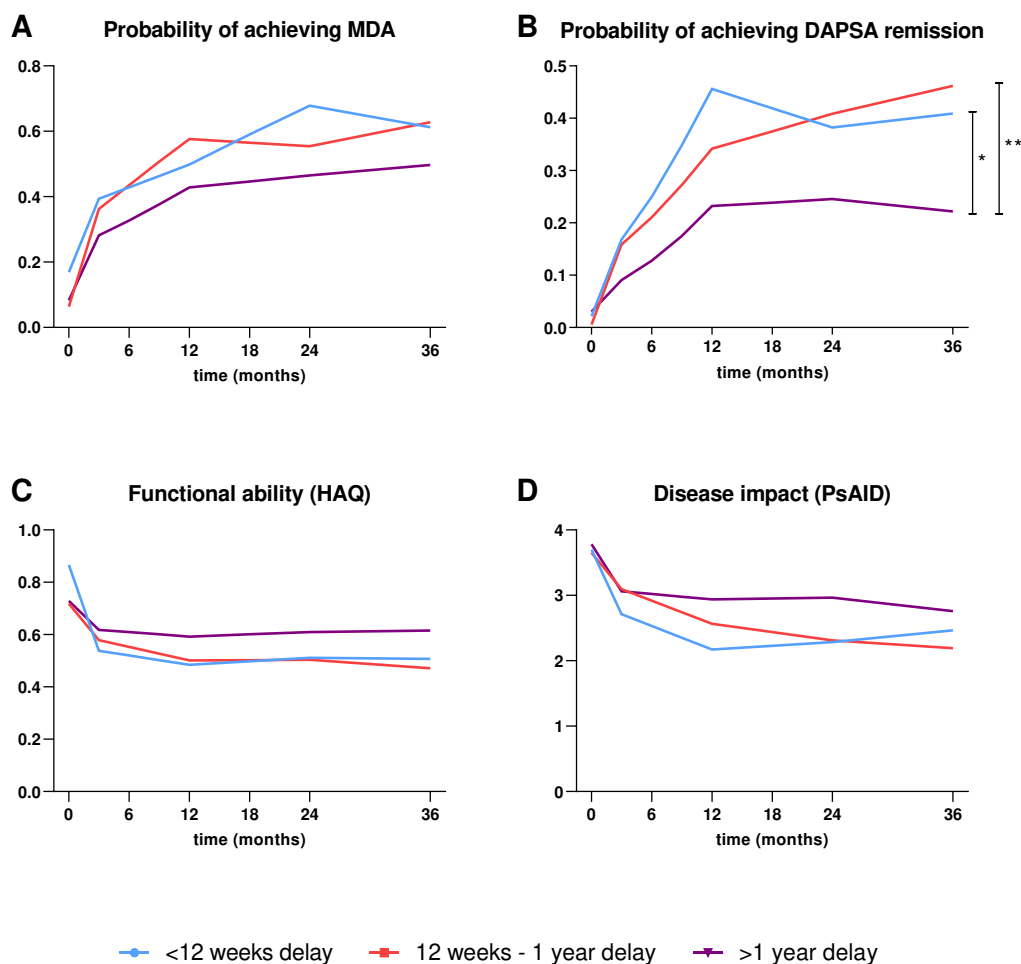 A Probability of achieving MDA
0.8
0.6
0.4
0.2
0.0
0 6 12 18 24 36
time (months)
B Probability of achieving DAPSA remission
0.5
0.4
0.3
0.2
0.1
0.0
*
**
0 6 12 18 24 36
time (months)
C Functional ability (HAQ)
1.0
0.8
0.6
0.4
0.2
0.0
0 6 12 18 24 36
time (months)
D Disease impact (PsAID)
4
3
2
1
0
0 6 12 18 24 36
time (months)
<12 weeks delay 12 weeks - 1 year delay >1 year delay